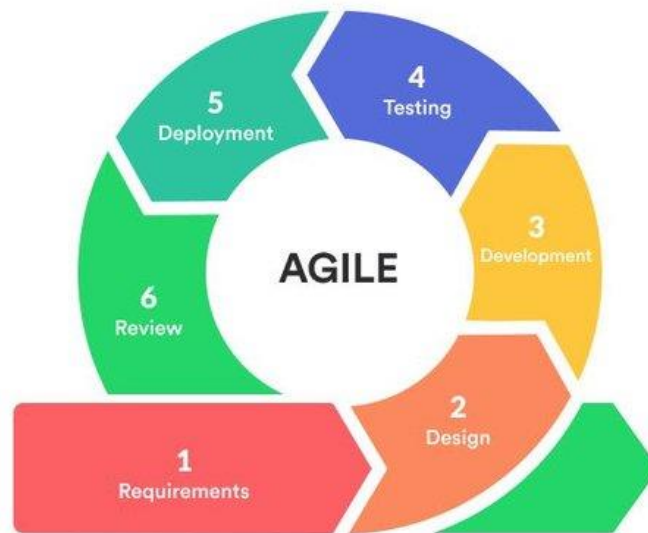 4
Testing
5
Deployment
3
Development
AGILE
6
Review
2
Design
1
Requirements